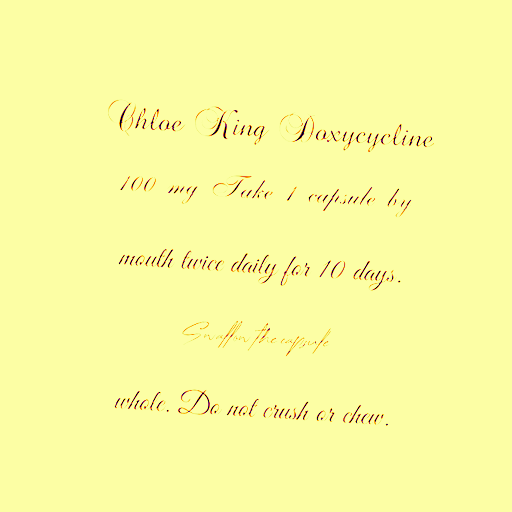 Chloe King Doxycycline
100 mg Take 1 capsule by
mouth twice daily for 10 days.
Swallow the capsule
whole. Do not crush or chew.